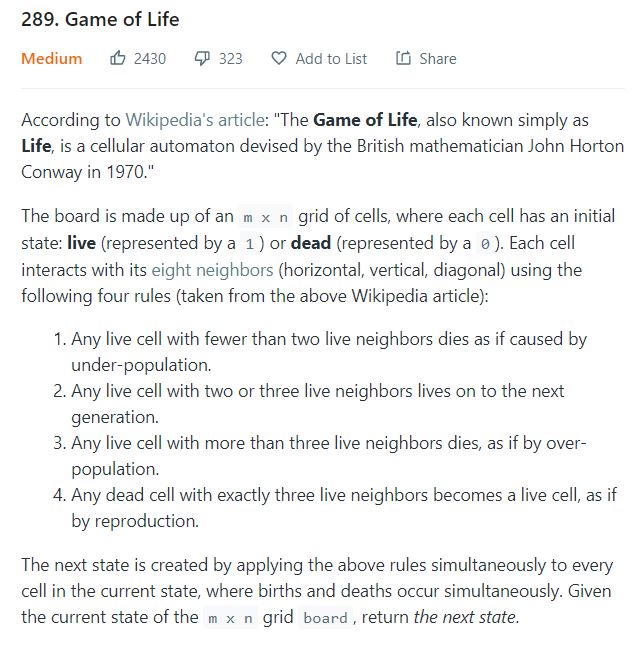 289. Game of Life
Medium 2430 323 Add to List Share
According to Wikipedia's article: "The Game of Life, also known simply as
Life, is a cellular automaton devised by the British mathematician John Horton
Conway in 1970."
The board is made up of an m x n grid of cells, where each cell has an initial
state: live (represented by a 1) or dead (represented by a 0). Each cell
interacts with its eight neighbors (horizontal, vertical, diagonal) using the
following four rules (taken from the above Wikipedia article):
1. Any live cell with fewer than two live neighbors dies as if caused by
under-population.
2. Any live cell with two or three live neighbors lives on to the next
generation.
3. Any live cell with more than three live neighbors dies, as if by over-
population.
4. Any dead cell with exactly three live neighbors becomes a live cell, as if
by reproduction.
The next state is created by applying the above rules simultaneously to every
cell in the current state, where births and deaths occur simultaneously. Given
the current state of the m x n grid board, return the next state.